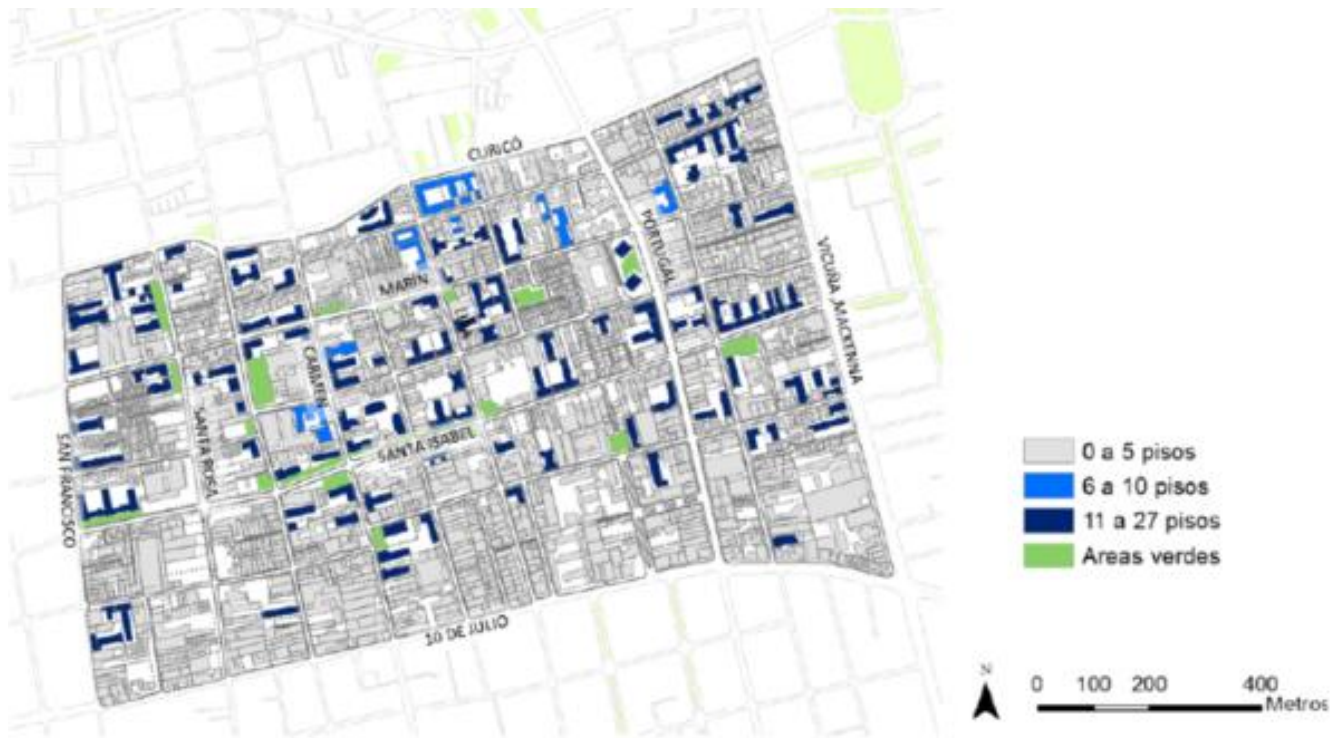 CURICÓ
PORTUGAL
VICUÑA MACKENNA
MARÍN
CARMEN
SANTA ROSA
SANTA ISABEL
SAN FRANCISCO
10 DE JULIO
0 a 5 pisos
6 a 10 pisos
11 a 27 pisos
Areas verdes
N
0 100 200 400
Metros